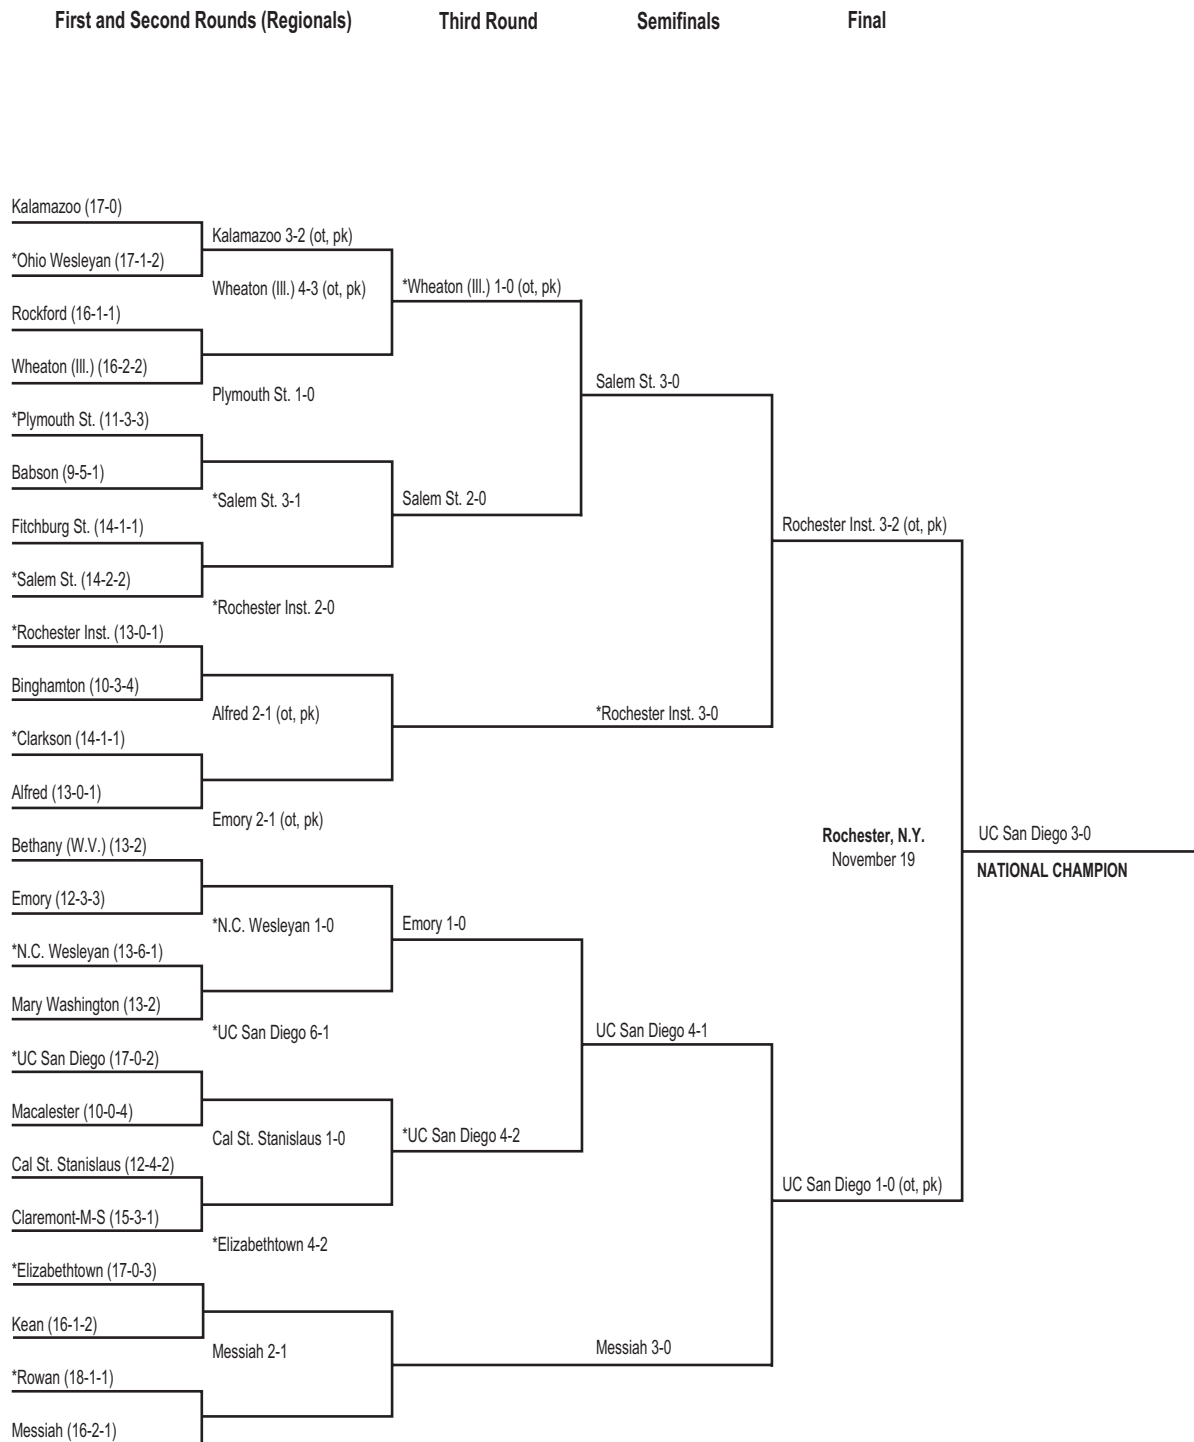 First and Second Rounds (Regionals) Third Round Semifinals Final
Kalamazoo (17-0)
Kalamazoo 3-2 (ot, pk)
*Ohio Wesleyan (17-1-2)
Wheaton (Ill.) 4-3 (ot, pk)
*Wheaton (Ill.) 1-0 (ot, pk)
Rockford (16-1-1)
Wheaton (Ill.) (16-2-2)
Salem St. 3-0
Plymouth St. 1-0
*Plymouth St. (11-3-3)
Babson (9-5-1)
*Salem St. 3-1
Salem St. 2-0
Fitchburg St. (14-1-1)
Rochester Inst. 3-2 (ot, pk)
*Salem St. (14-2-2)
*Rochester Inst. 2-0
*Rochester Inst. (13-0-1)
Binghamton (10-3-4)
Alfred 2-1 (ot, pk)
*Rochester Inst. 3-0
*Clarkson (14-1-1)
Alfred (13-0-1)
Emory 2-1 (ot, pk)
Rochester, N.Y.
November 19
UC San Diego 3-0
NATIONAL CHAMPION
Bethany (W.V.) (13-2)
Emory (12-3-3)
*N.C. Wesleyan 1-0
Emory 1-0
*N.C. Wesleyan (13-6-1)
Mary Washington (13-2)
*UC San Diego 6-1
UC San Diego 4-1
*UC San Diego (17-0-2)
Macalester (10-0-4)
Cal St. Stanislaus 1-0
*UC San Diego 4-2
Cal St. Stanislaus (12-4-2)
UC San Diego 1-0 (ot, pk)
Claremont-M-S (15-3-1)
*Elizabethtown 4-2
*Elizabethtown (17-0-3)
Kean (16-1-2)
Messiah 2-1
Messiah 3-0
*Rowan (18-1-1)
Messiah (16-2-1)